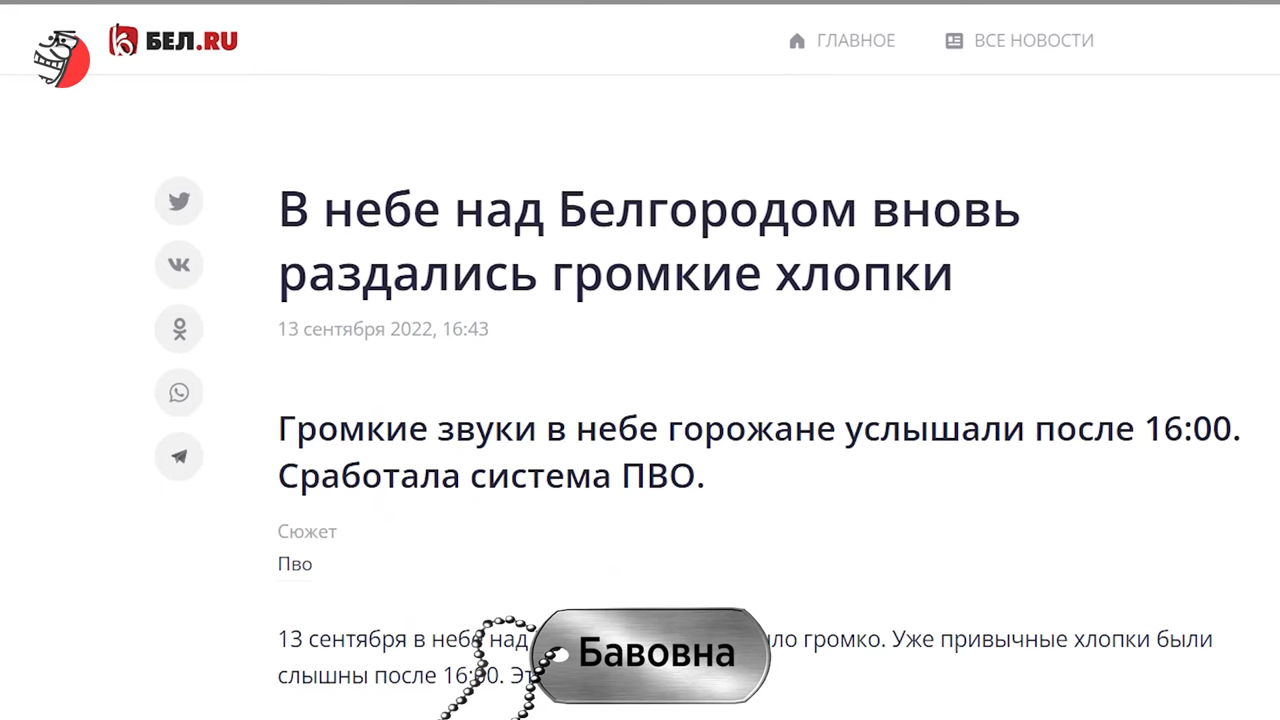 БЕЛ.RU
ГЛАВНОЕ
ВСЕ НОВОСТИ
В небе над Белгородом вновь
раздались громкие хлопки
13 сентября 2022, 16:43
Громкие звуки в небе горожане услышали после 16:00.
Сработала система ПВО.
Сюжет
Пво
13 сентября в небе над громко. Уже привычные хлопки были
слышны после 16:00.
Бавовна